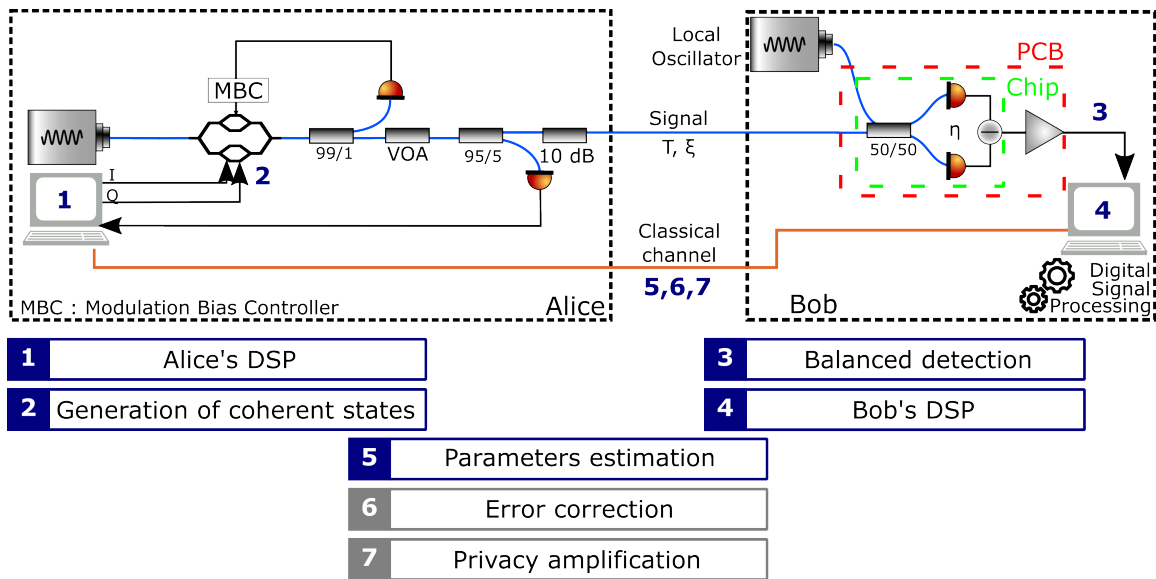 Local
Oscillator
PCB
Chip
MBC
3
Signal
T, ξ
η
99/1
VOA
95/5
10 dB
50/50
I
Q
2
1
4
Classical
channel
5,6,7
Digital
Signal
Processing
MBC : Modulation Bias Controller
Alice
Bob
1 Alice's DSP
3 Balanced detection
2 Generation of coherent states
4 Bob's DSP
5 Parameters estimation
6 Error correction
7 Privacy amplification